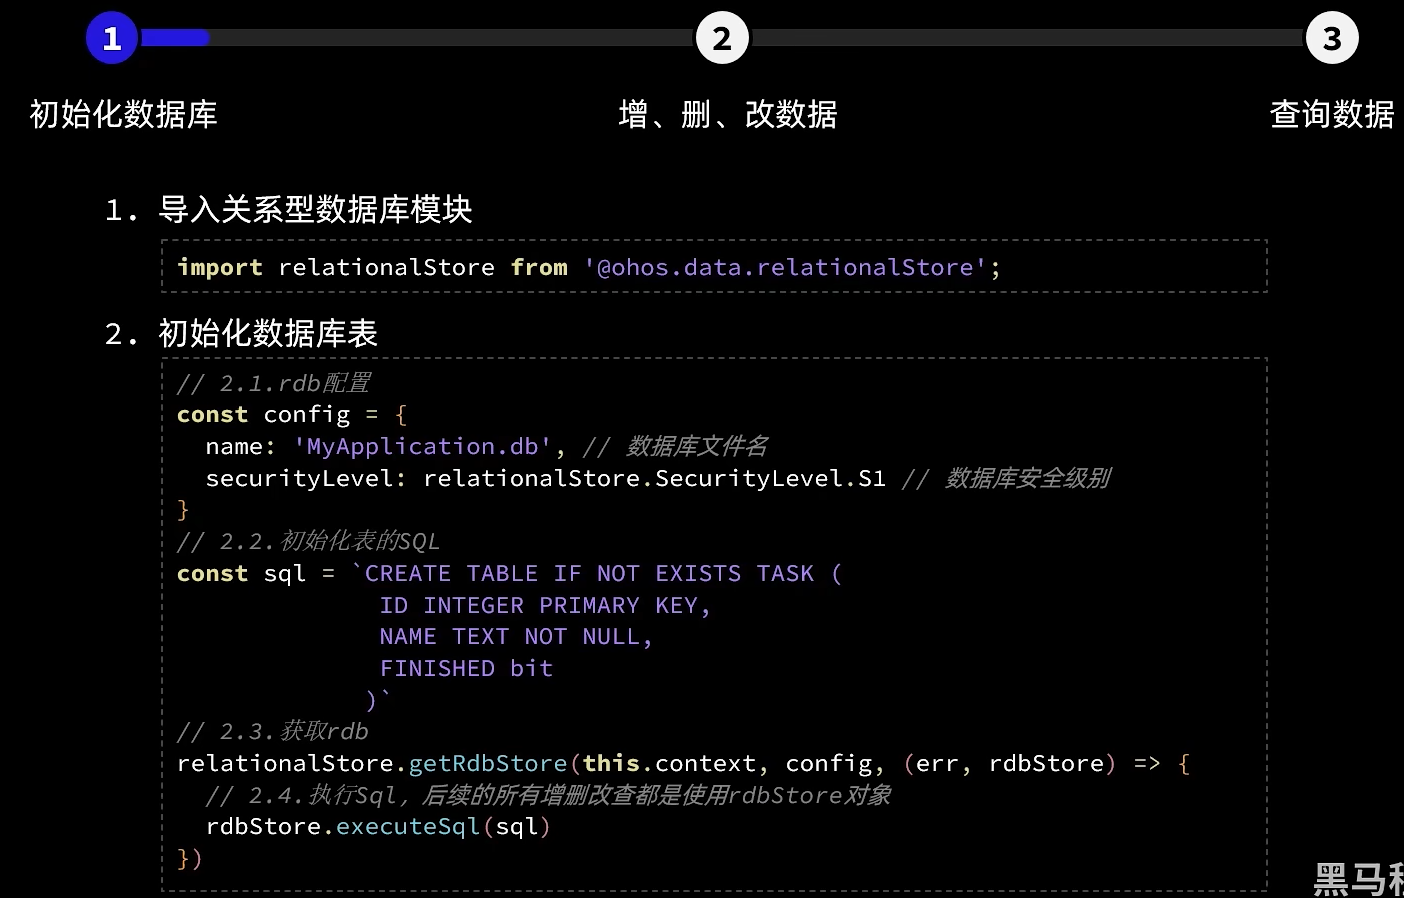 1
2
3
初始化数据库
增、删、改数据
查询数据
1. 导入关系型数据库模块
import relationalStore from '@ohos.data.relationalStore';
2. 初始化数据库表
// 2.1.rdb配置
const config = {
name: 'MyApplication.db', // 数据库文件名
securityLevel: relationalStore.SecurityLevel.S1 // 数据库安全级别
}
// 2.2.初始化表的SQL
const sql = `CREATE TABLE IF NOT EXISTS TASK (
ID INTEGER PRIMARY KEY,
NAME TEXT NOT NULL,
FINISHED bit
)`
// 2.3.获取rdb
relationalStore.getRdbStore(this.context, config, (err, rdbStore) => {
// 2.4.执行Sql，后续的所有增删改查都是使用rdbStore对象
rdbStore.executeSql(sql)
})
黑马